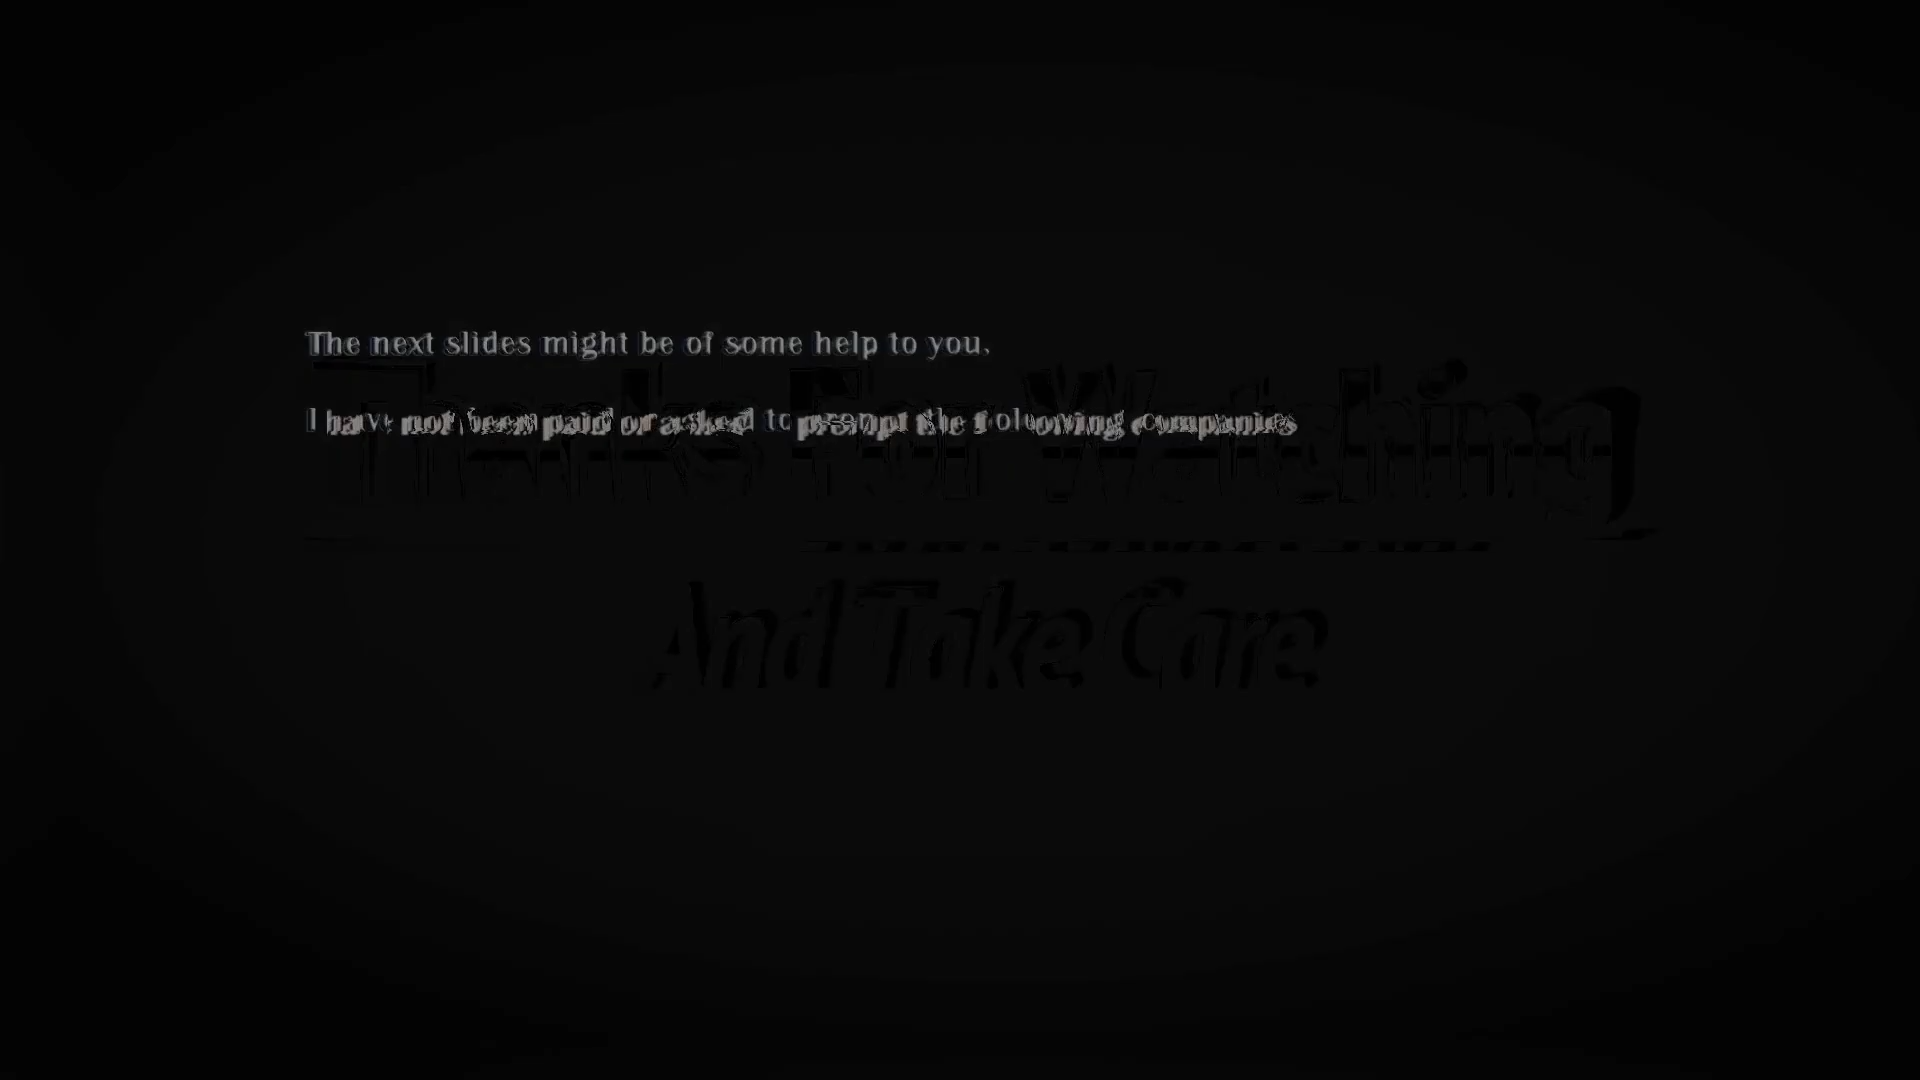 The next slides might be of some help to you.
I have not been paid or asked to the following companies
Thanks For Watching
And Take Care